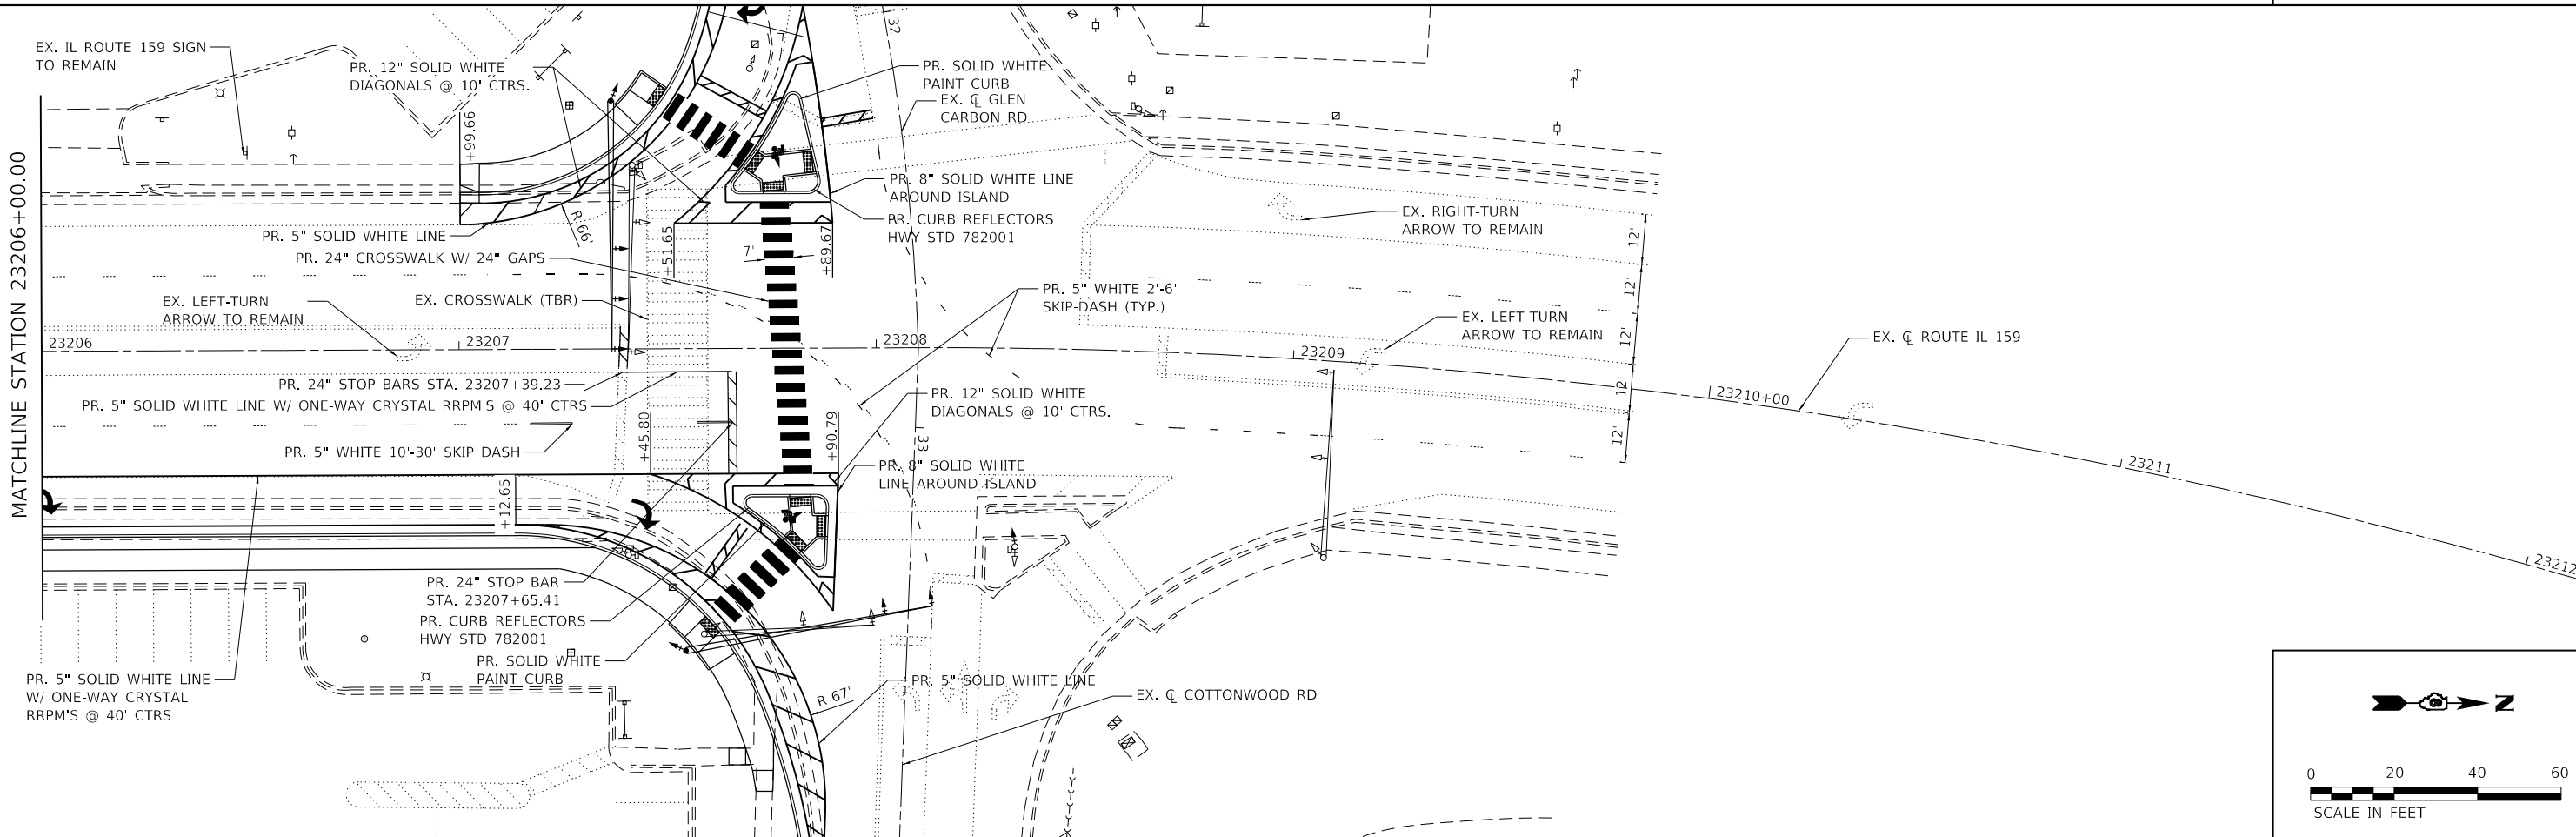 EX. IL ROUTE 159 SIGN
TO REMAIN
PR. 12" SOLID WHITE
DIAGONALS @ 10' CTRS.
+99.66
32
PR. SOLID WHITE
PAINT CURB
EX. ℄ GLEN
CARBON RD
PR. 8" SOLID WHITE LINE
AROUND ISLAND
PR. CURB REFLECTORS
HWY STD 782001
MATCHLINE STATION 23206+00.00
R 66'
PR. 5" SOLID WHITE LINE
PR. 24" CROSSWALK W/ 24" GAPS
+51.65
7'
+89.67
EX. RIGHT-TURN
ARROW TO REMAIN
12'
12'
12'
12'
12'
EX. LEFT-TURN
ARROW TO REMAIN
EX. CROSSWALK (TBR)
PR. 5" WHITE 2'-6'
SKIP-DASH (TYP.)
EX. LEFT-TURN
ARROW TO REMAIN
EX. ℄ ROUTE IL 159
23206
23207
23208
23209
23210+00
23211
23212
PR. 24" STOP BARS STA. 23207+39.23
PR. 5" SOLID WHITE LINE W/ ONE-WAY CRYSTAL RRPM'S @ 40' CTRS
PR. 5" WHITE 10'-30' SKIP DASH
+45.80
+90.79
33
PR. 12" SOLID WHITE
DIAGONALS @ 10' CTRS.
PR. 8" SOLID WHITE
LINE AROUND ISLAND
+12.65
PR. 24" STOP BAR
STA. 23207+65.41
PR. CURB REFLECTORS
HWY STD 782001
PR. SOLID WHITE
PAINT CURB
PR. 5" SOLID WHITE LINE
W/ ONE-WAY CRYSTAL
RRPM'S @ 40' CTRS
R 67'
PR. 5" SOLID WHITE LINE
EX. ℄ COTTONWOOD RD
N
0 20 40 60
SCALE IN FEET